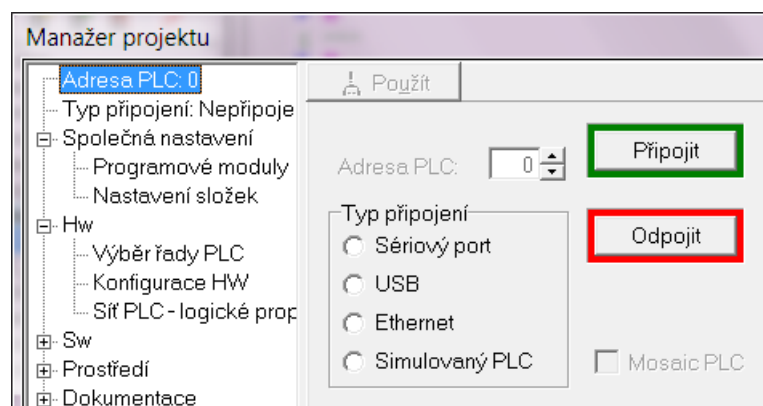 Manažer projektu
Adresa PLC: 0
Typ připojení: Nepřipoje
Společná nastavení
Programové moduly
Nastavení složek
Hw
Výběr řady PLC
Konfigurace HW
Síť PLC - logické prop
Sw
Prostředí
Dokumentace
Použít
Adresa PLC: 0
Připojit
Odpojit
Typ připojení
Sériový port
USB
Ethernet
Simulovaný PLC
Mosaic PLC